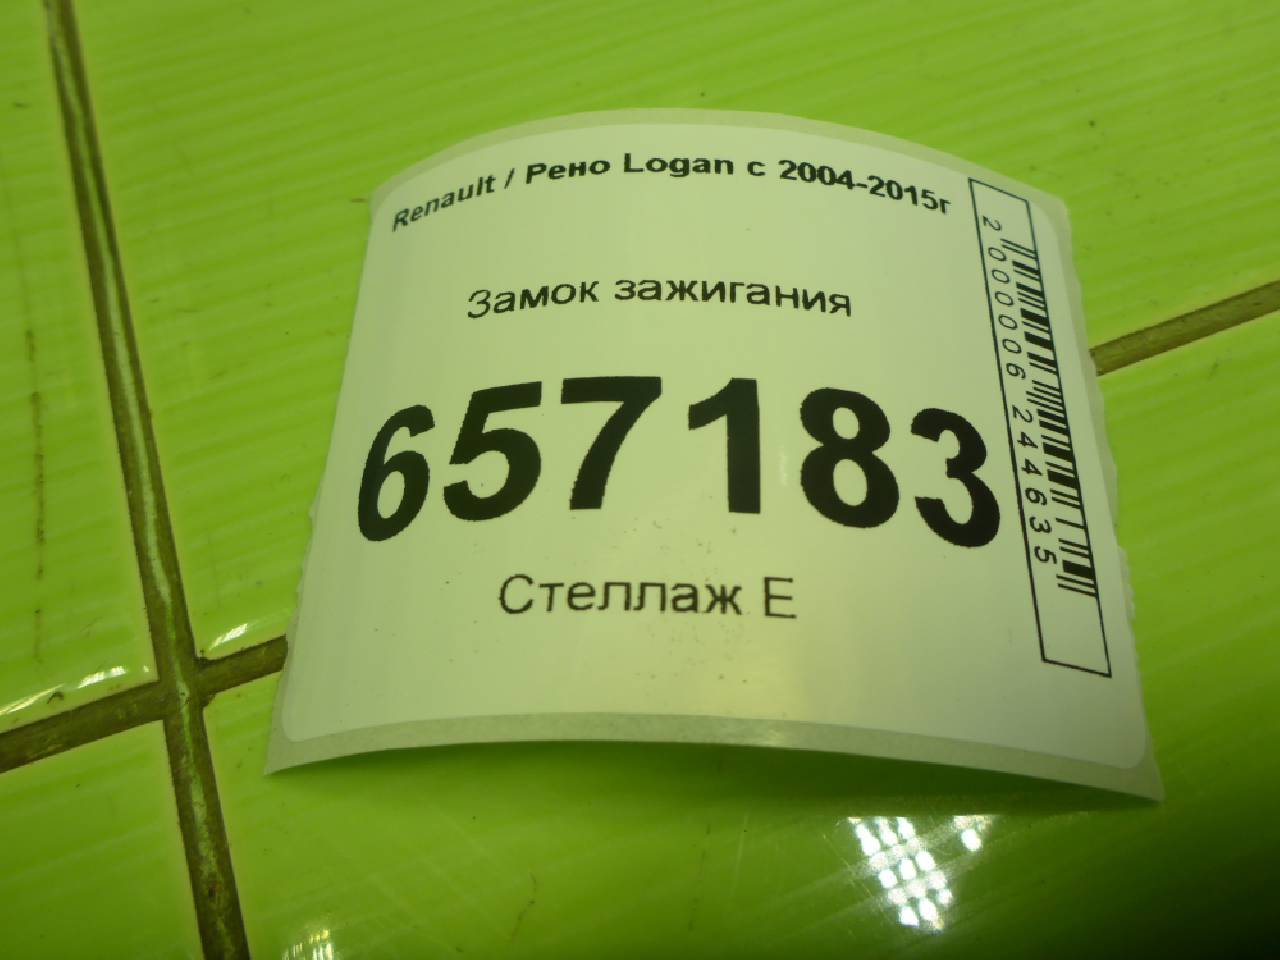 Renault / Рено Logan с 2004-2015г
Замок зажигания
657183
Стеллаж Е
2000006244635